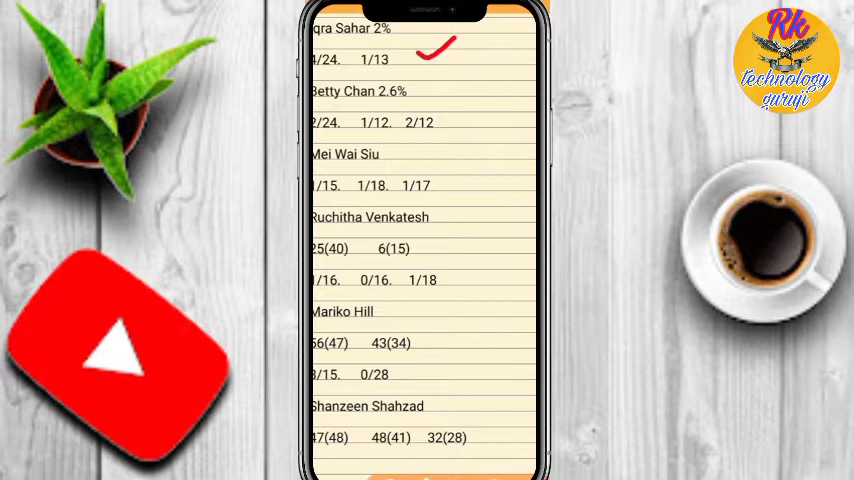 qra Sahar 2%
4/24. 1/13
Betty Chan 2.6%
2/24. 1/12. 2/12
Mei Wai Siu
1/15. 1/18. 1/17
Ruchitha Venkatesh
25(40) 6(15)
1/16. 0/16. 1/18
Mariko Hill
56(47) 43(34)
3/15. 0/28
Shanzeen Shahzad
47(48) 48(41) 32(28)
Rk
technology
guruji